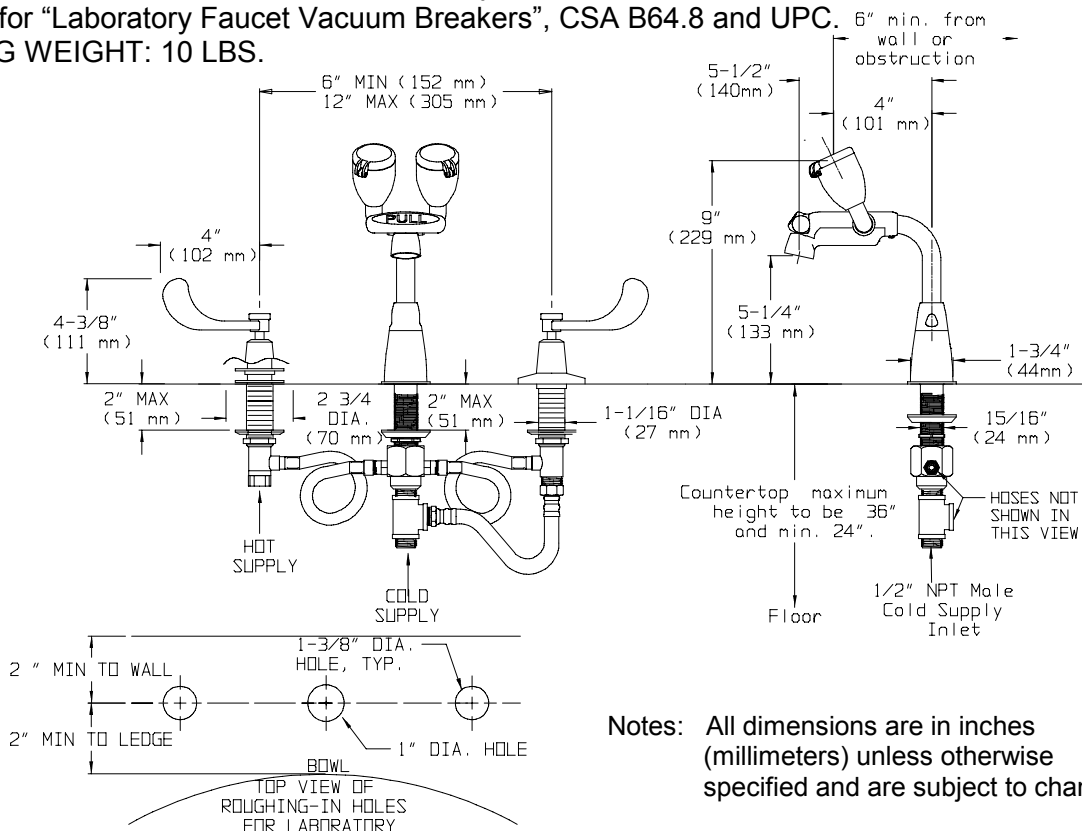 for “Laboratory Faucet Vacuum Breakers”, CSA B64.8 and UPC.
G WEIGHT: 10 LBS.
6" min. from
wall or
obstruction
6" MIN (152 mm)
12" MAX (305 mm)
5-1/2"
(140mm)
4"
(101 mm)
PULL
4"
(102 mm)
9"
(229 mm)
4-3/8"
(111 mm)
5-1/4"
(133 mm)
1-3/4"
(44mm)
2" MAX
(51 mm)
2 3/4
DIA.
(70 mm)
2" MAX
(51 mm)
1-1/16" DIA
(27 mm)
15/16"
(24 mm)
Countertop maximum
height to be 36"
and min. 24".
HOSES NOT
SHOWN IN
THIS VIEW
HOT
SUPPLY
COLD
SUPPLY
Floor
1/2" NPT Male
Cold Supply
Inlet
2 " MIN TO WALL
1-3/8" DIA.
HOLE, TYP.
2" MIN TO LEDGE
1" DIA. HOLE
BOWL
TOP VIEW OF
ROUGHING-IN HOLES
FOR LABORATORY
Notes: All dimensions are in inches
(millimeters) unless otherwise
specified and are subject to chan